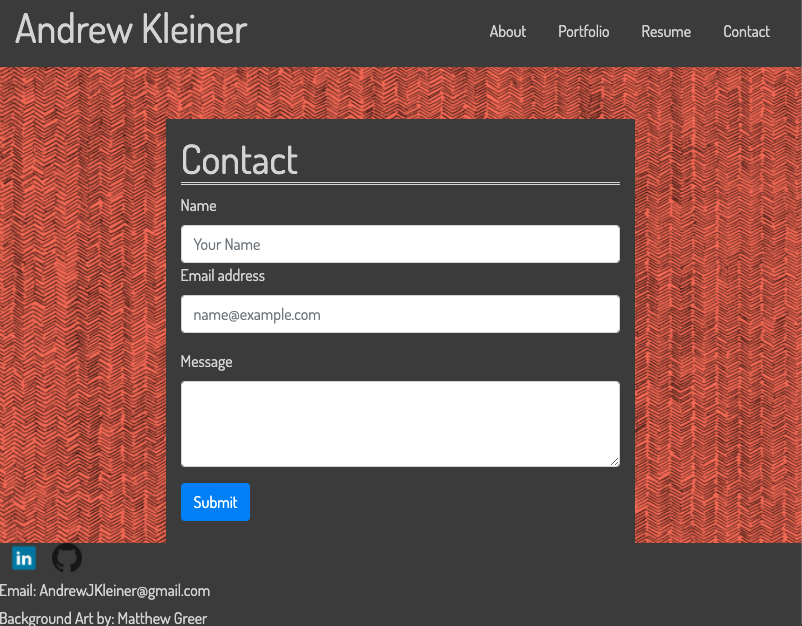 Andrew Kleiner
About Portfolio Resume Contact
Contact
Name
Your Name
Email address
name@example.com
Message
Submit
in
Email: AndrewJKleiner@gmail.com
Background Art by: Matthew Greer